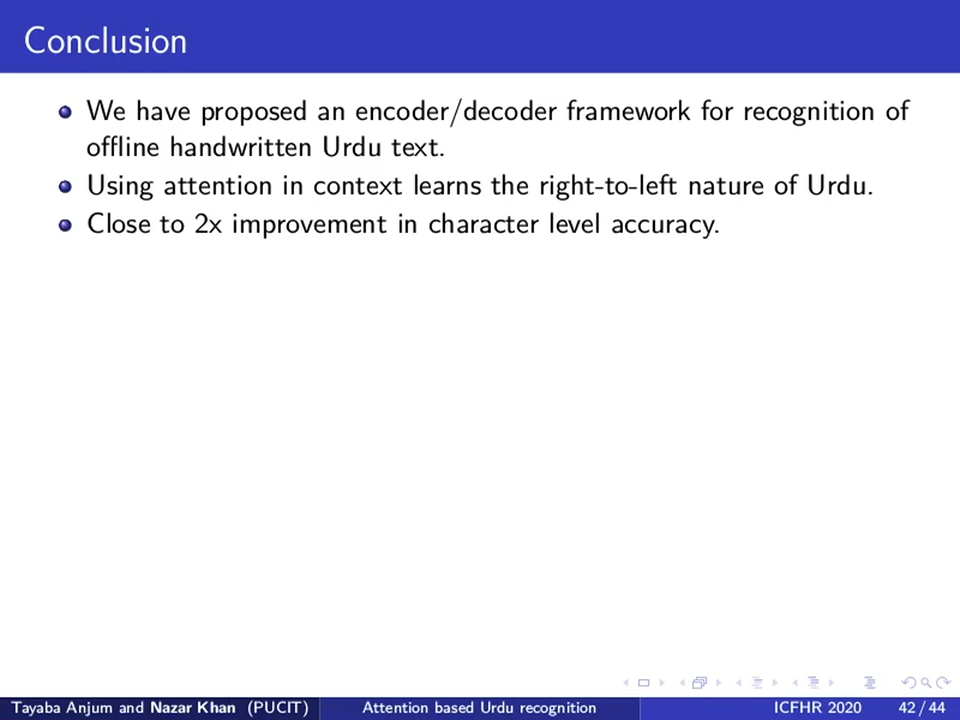 Conclusion
We have proposed an encoder/decoder framework for recognition of
offline handwritten Urdu text.
Using attention in context learns the right-to-left nature of Urdu.
Close to 2x improvement in character level accuracy.
Tayaba Anjum and Nazar Khan (PUCIT) Attention based Urdu recognition ICFHR 2020 42 / 44